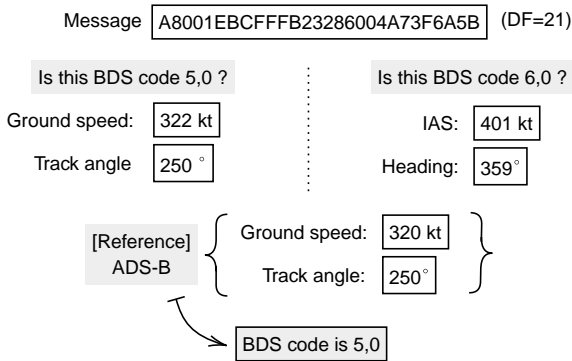 Message A8001EBCFFFB23286004A73F6A5B (DF=21)
Is this BDS code 5,0 ? Is this BDS code 6,0 ?
Ground speed: 322 kt IAS: 401 kt
Track angle 250 ° Heading: 359°
[Reference]
ADS-B
Ground speed: 320 kt
Track angle: 250°
BDS code is 5,0